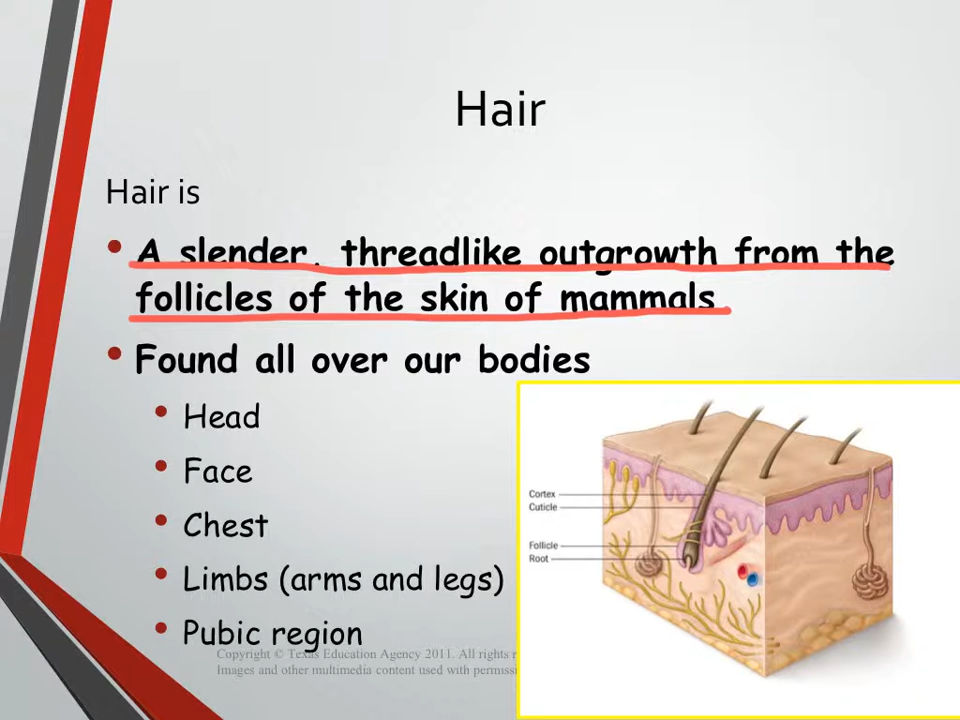 Hair
Hair is
• A slender, threadlike outgrowth from the
follicles of the skin of mammals.
• Found all over our bodies
• Head
• Face
• Chest
• Limbs (arms and legs)
• Pubic region
Copyright © Texas Education Agency 2011. All rights
Images and other multimedia content used with
Cortex
Cuticle
Follicle
Root